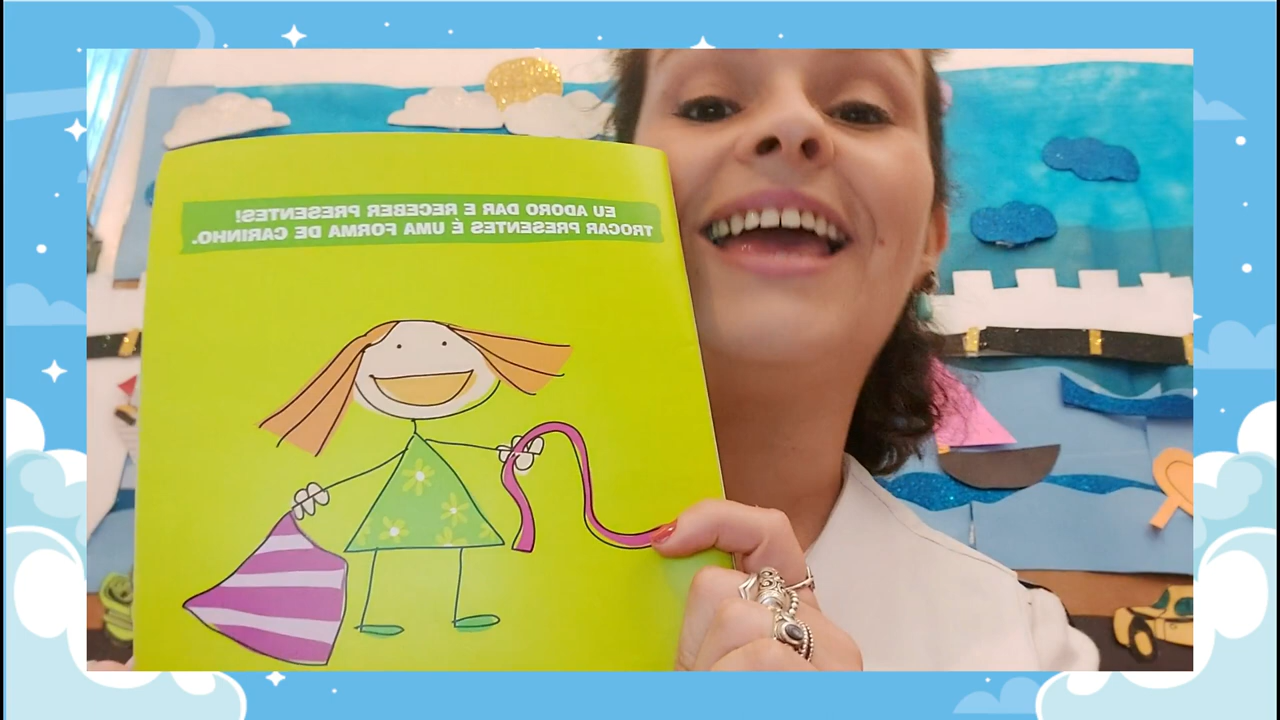 EU ADORO DAR E RECEBER PRESENTES!
TROCAR PRESENTES É UMA FORMA DE CARINHO.